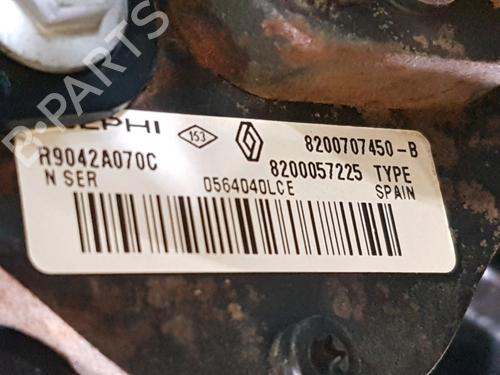 DELPHI 153 8200707450-B
R9042A070C 8200057225 TYPE
N SER 0564040LCE SPAIN
B-PARTS